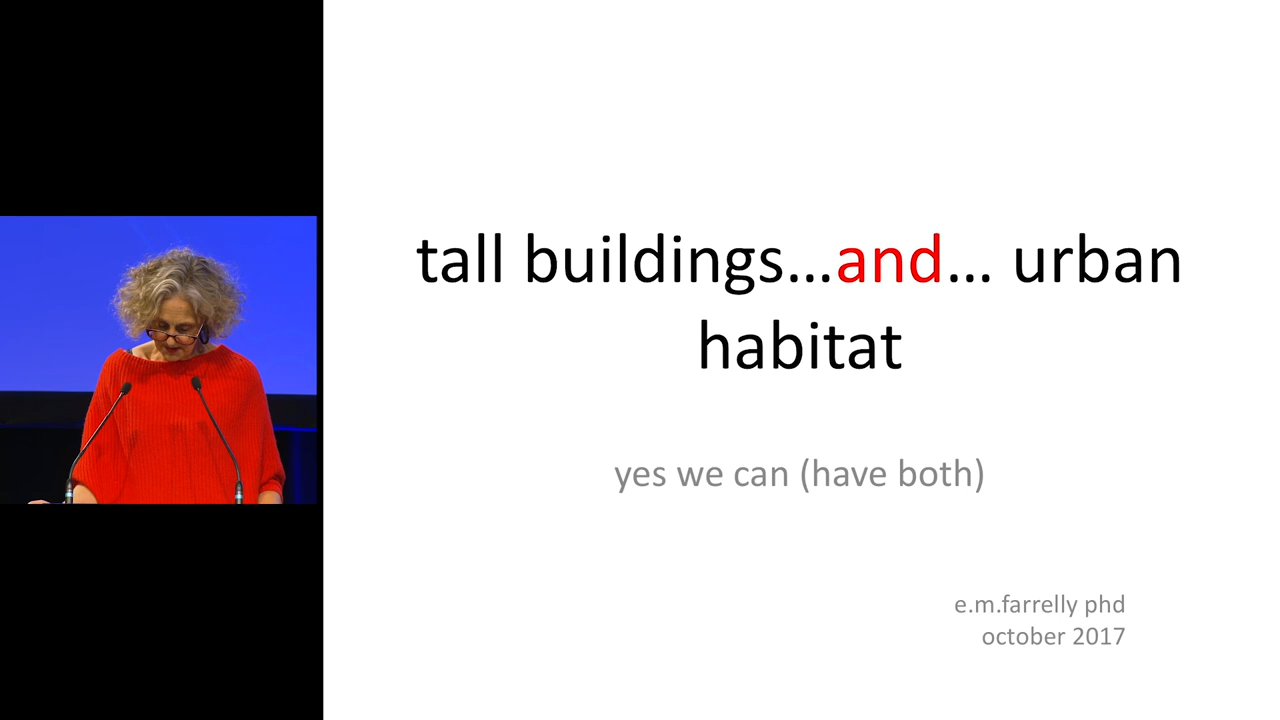 tall buildings…and… urban
habitat
yes we can (have both)
e.m.farrelly phd
october 2017